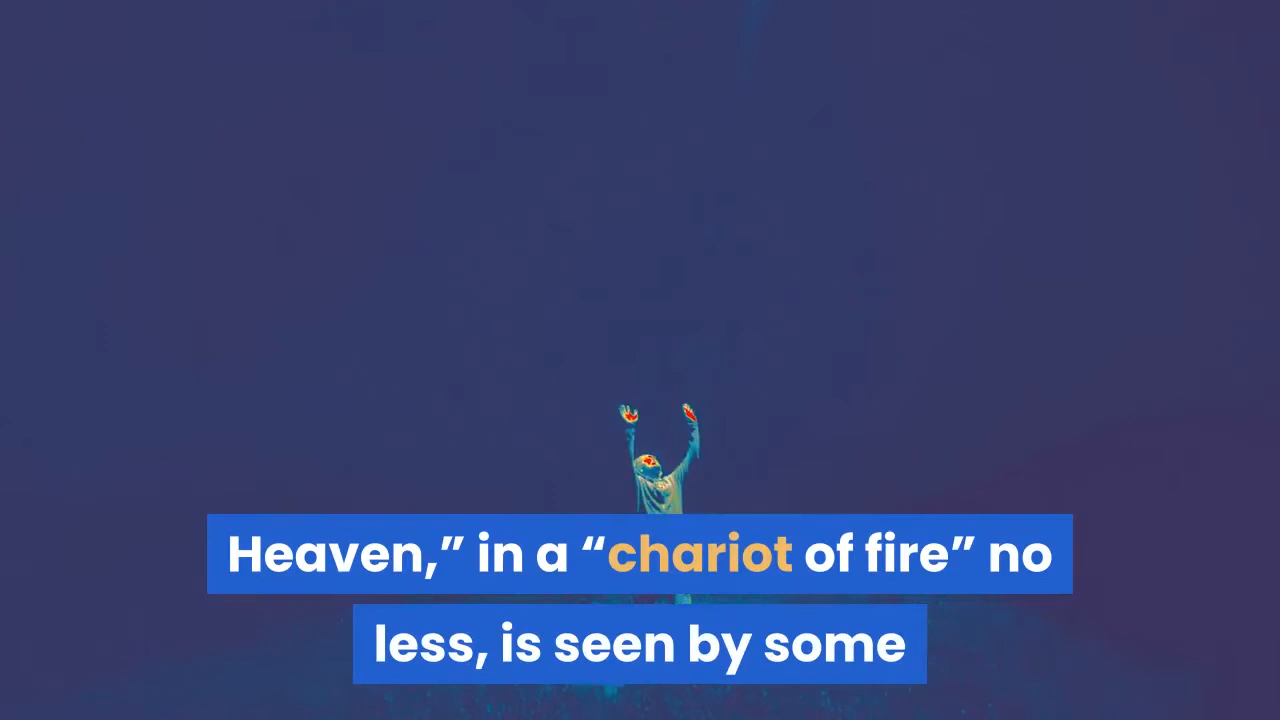 Heaven,” in a “chariot of fire” no
less, is seen by some